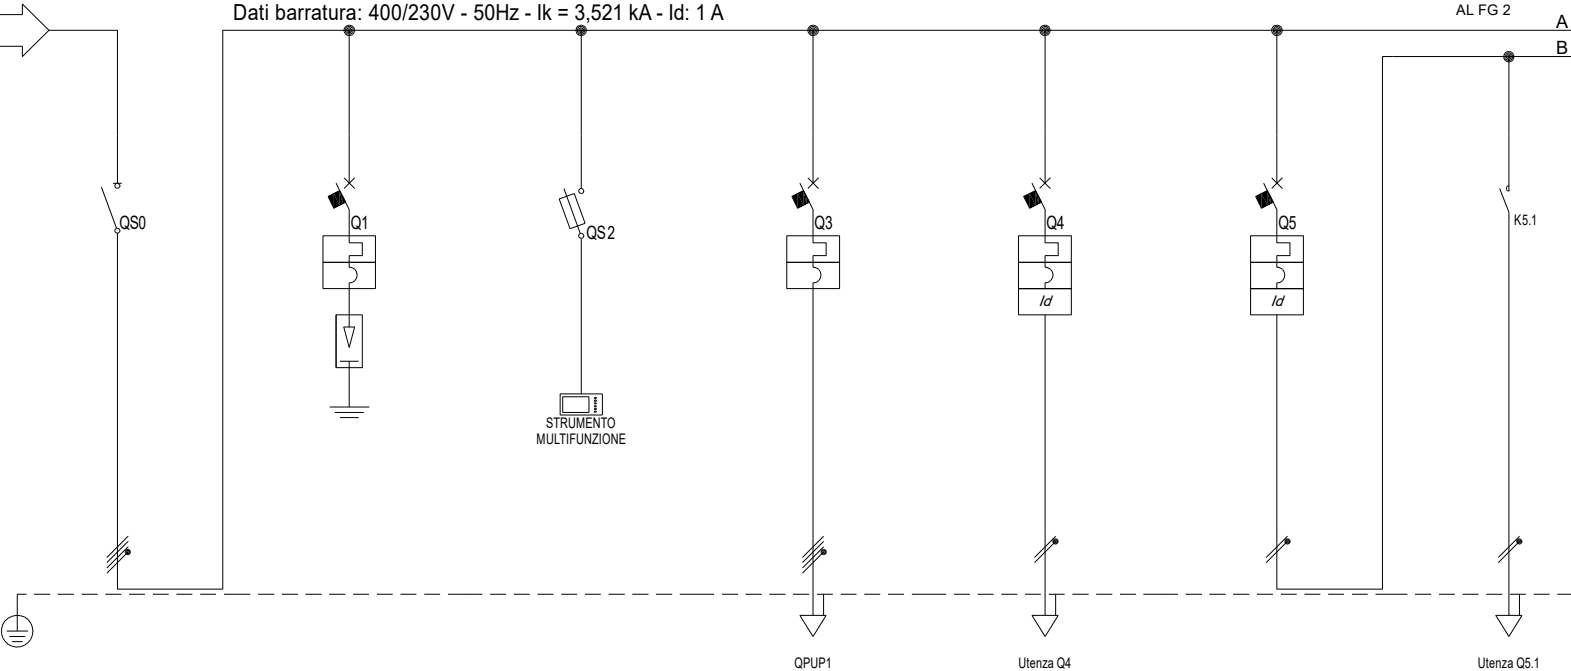 Dati barratura: 400/230V - 50Hz - Ik = 3,521 kA - Id: 1 A
AL FG 2
A
B
QS0
Q1
QS2
Q3
Q4
Q5
K5.1
Id
Id
STRUMENTO
MULTIFUNZIONE
QPUP1
Utenza Q4
Utenza Q5.1